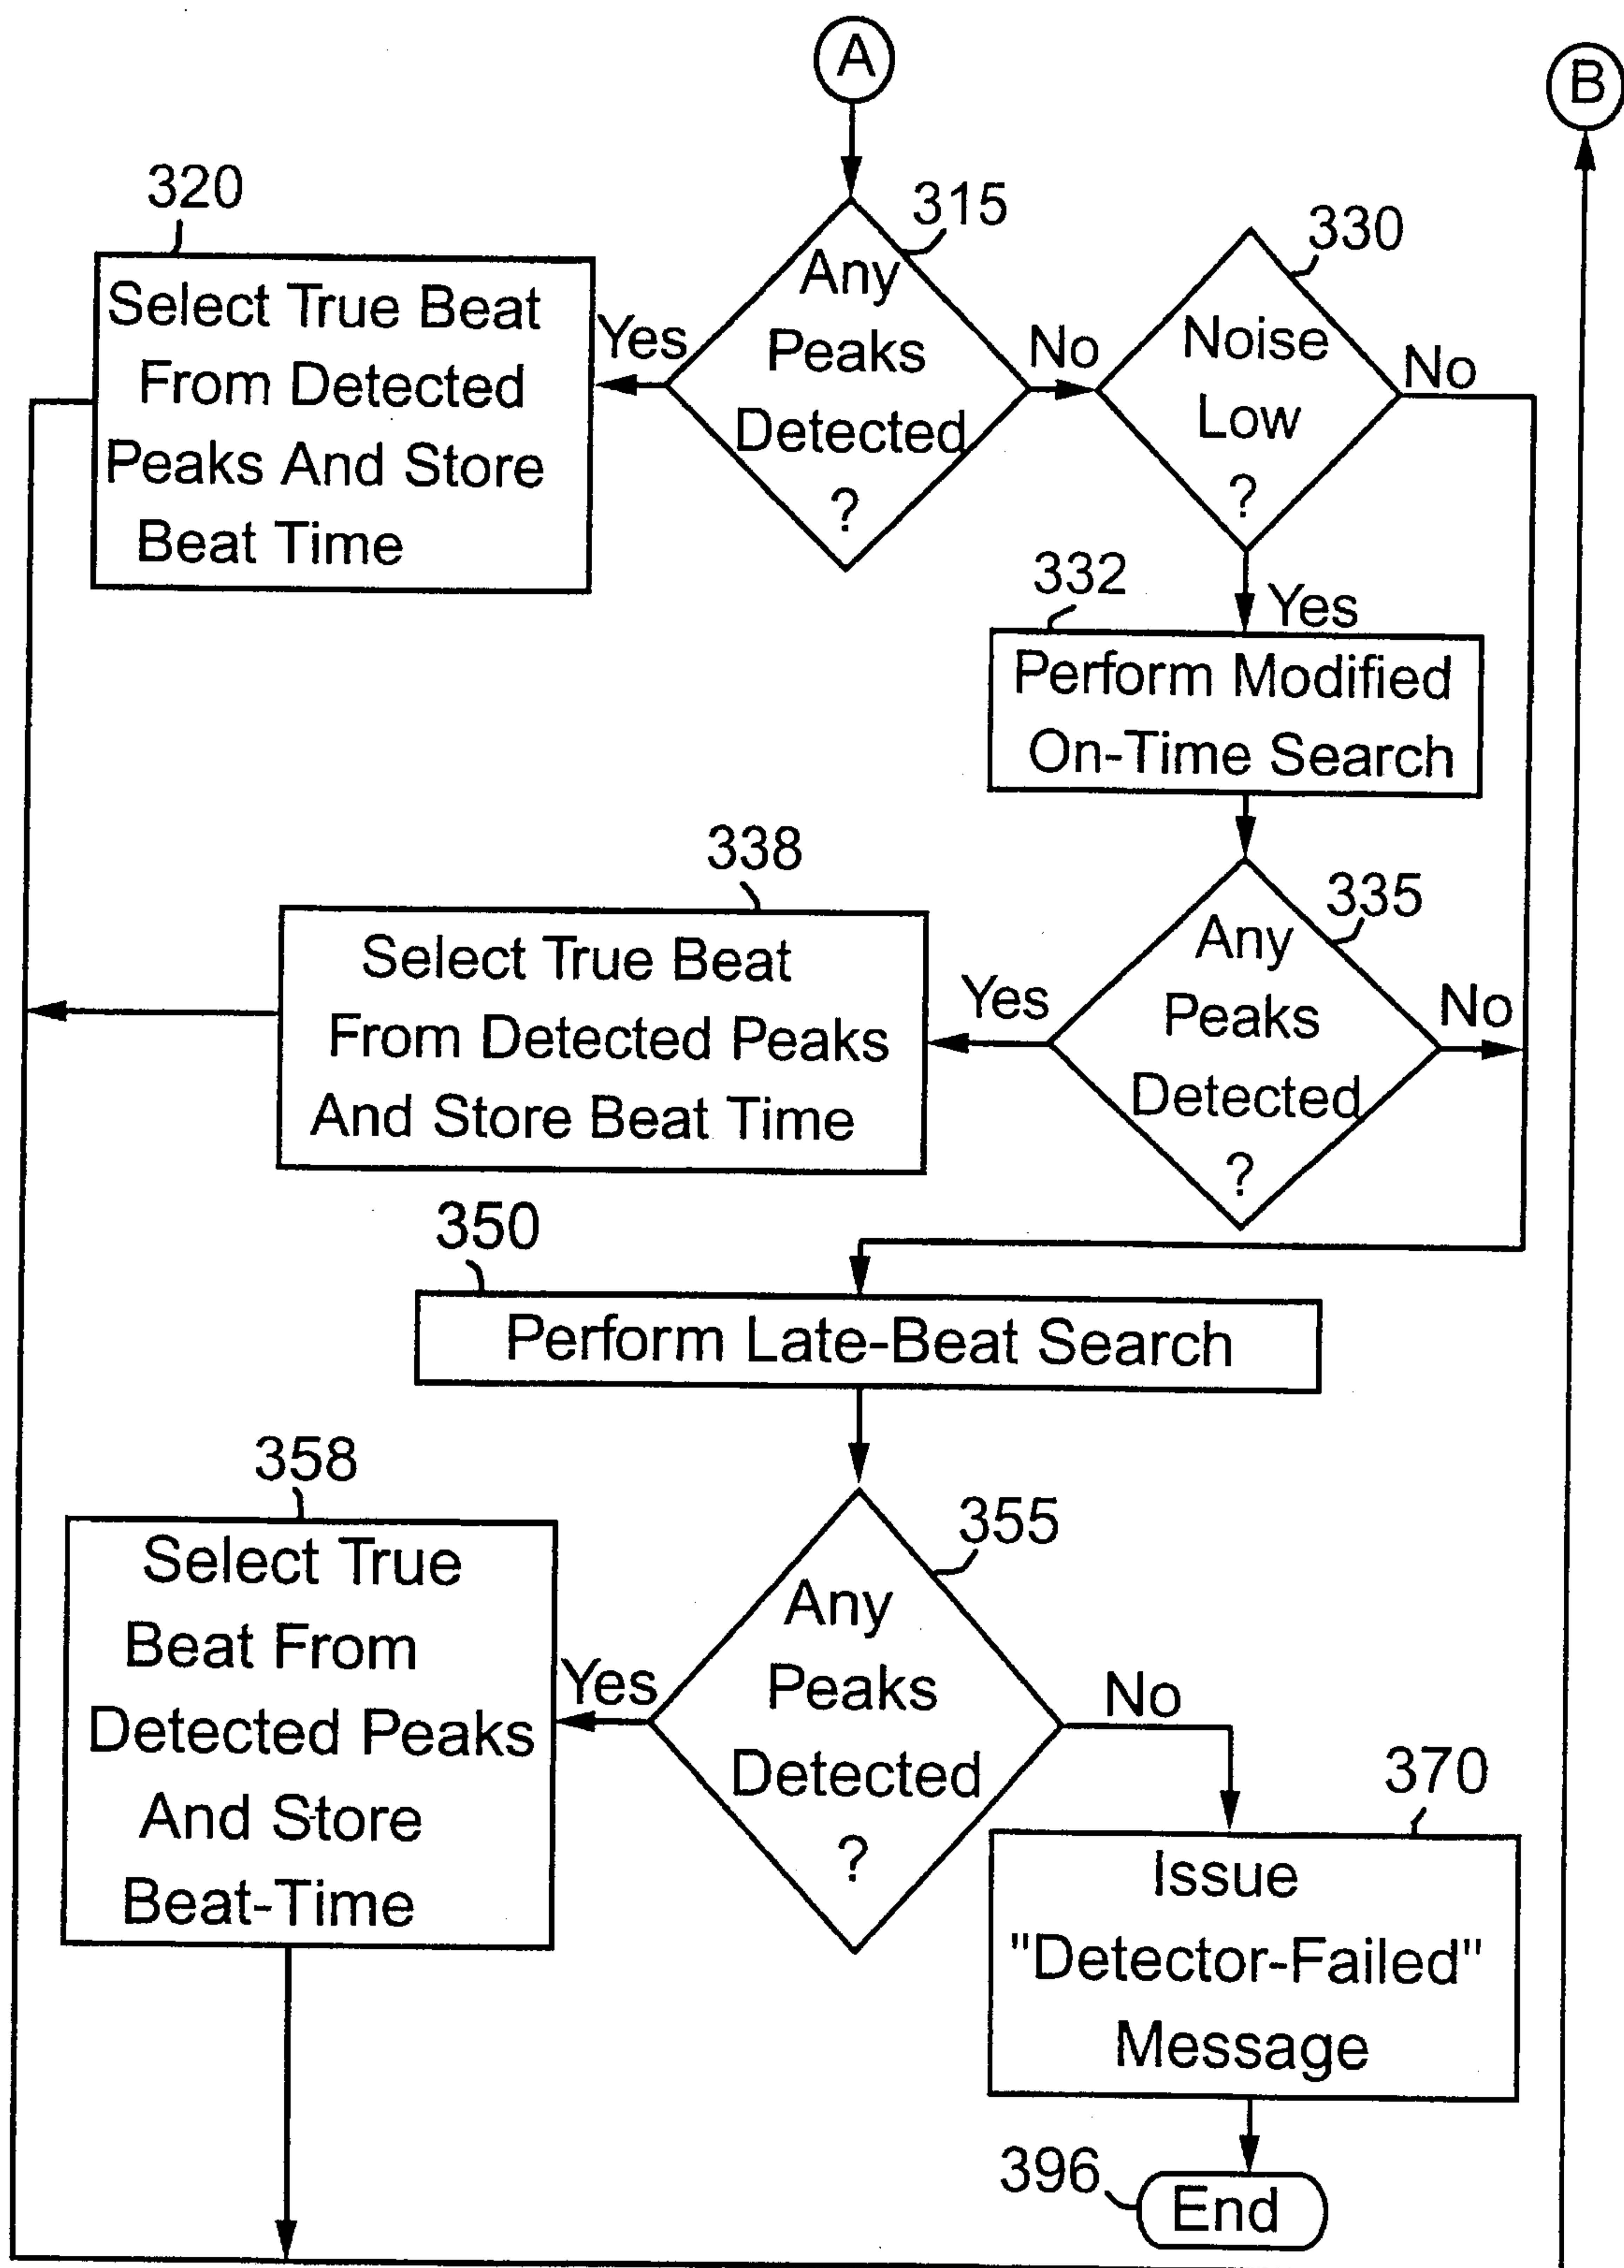 A
B
315
Any
Peaks
Detected
?
Yes
No
320
Select True Beat
From Detected
Peaks And Store
Beat Time
330
Noise
Low
?
No
Yes
332
Perform Modified
On-Time Search
335
Any
Peaks
Detected
?
Yes
No
338
Select True Beat
From Detected Peaks
And Store Beat Time
350
Perform Late-Beat Search
355
Any
Peaks
Detected
?
Yes
No
358
Select True
Beat From
Detected Peaks
And Store
Beat-Time
370
Issue
"Detector-Failed"
Message
396
End